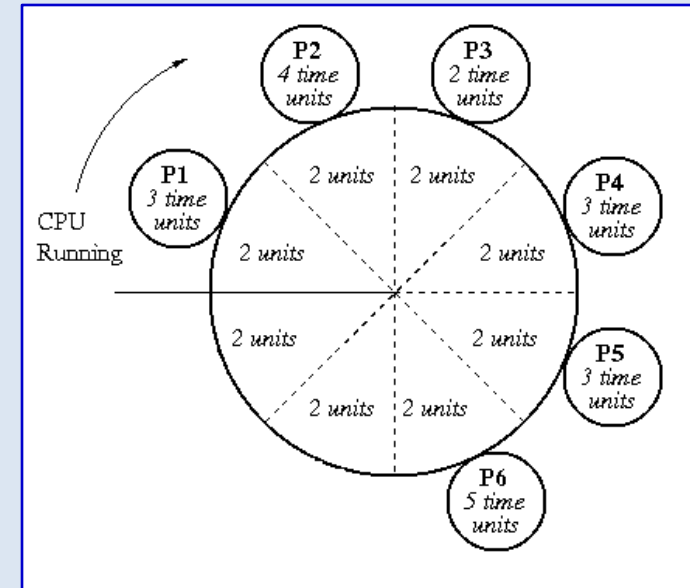 P1
3 time
units
P2
4 time
units
P3
2 time
units
P4
3 time
units
P5
3 time
units
P6
5 time
units
CPU
Running
2 units
2 units
2 units
2 units
2 units
2 units
2 units
2 units